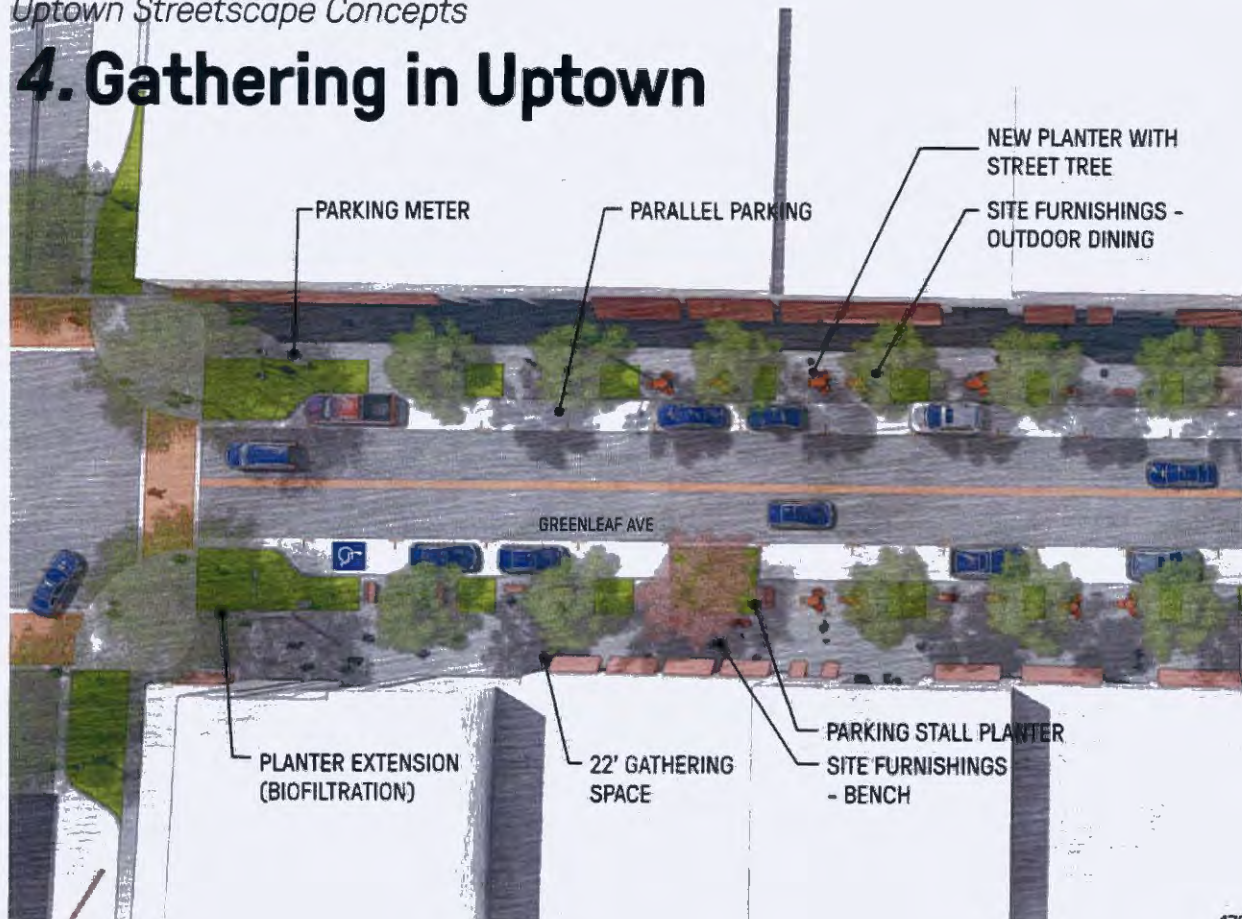 Uptown Streetscape Concepts
4. Gathering in Uptown
NEW PLANTER WITH
STREET TREE
PARKING METER
PARALLEL PARKING
SITE FURNISHINGS -
OUTDOOR DINING
GREENLEAF AVE
PLANTER EXTENSION
(BIOFILTRATION)
22' GATHERING
SPACE
PARKING STALL PLANTER
SITE FURNISHINGS
- BENCH